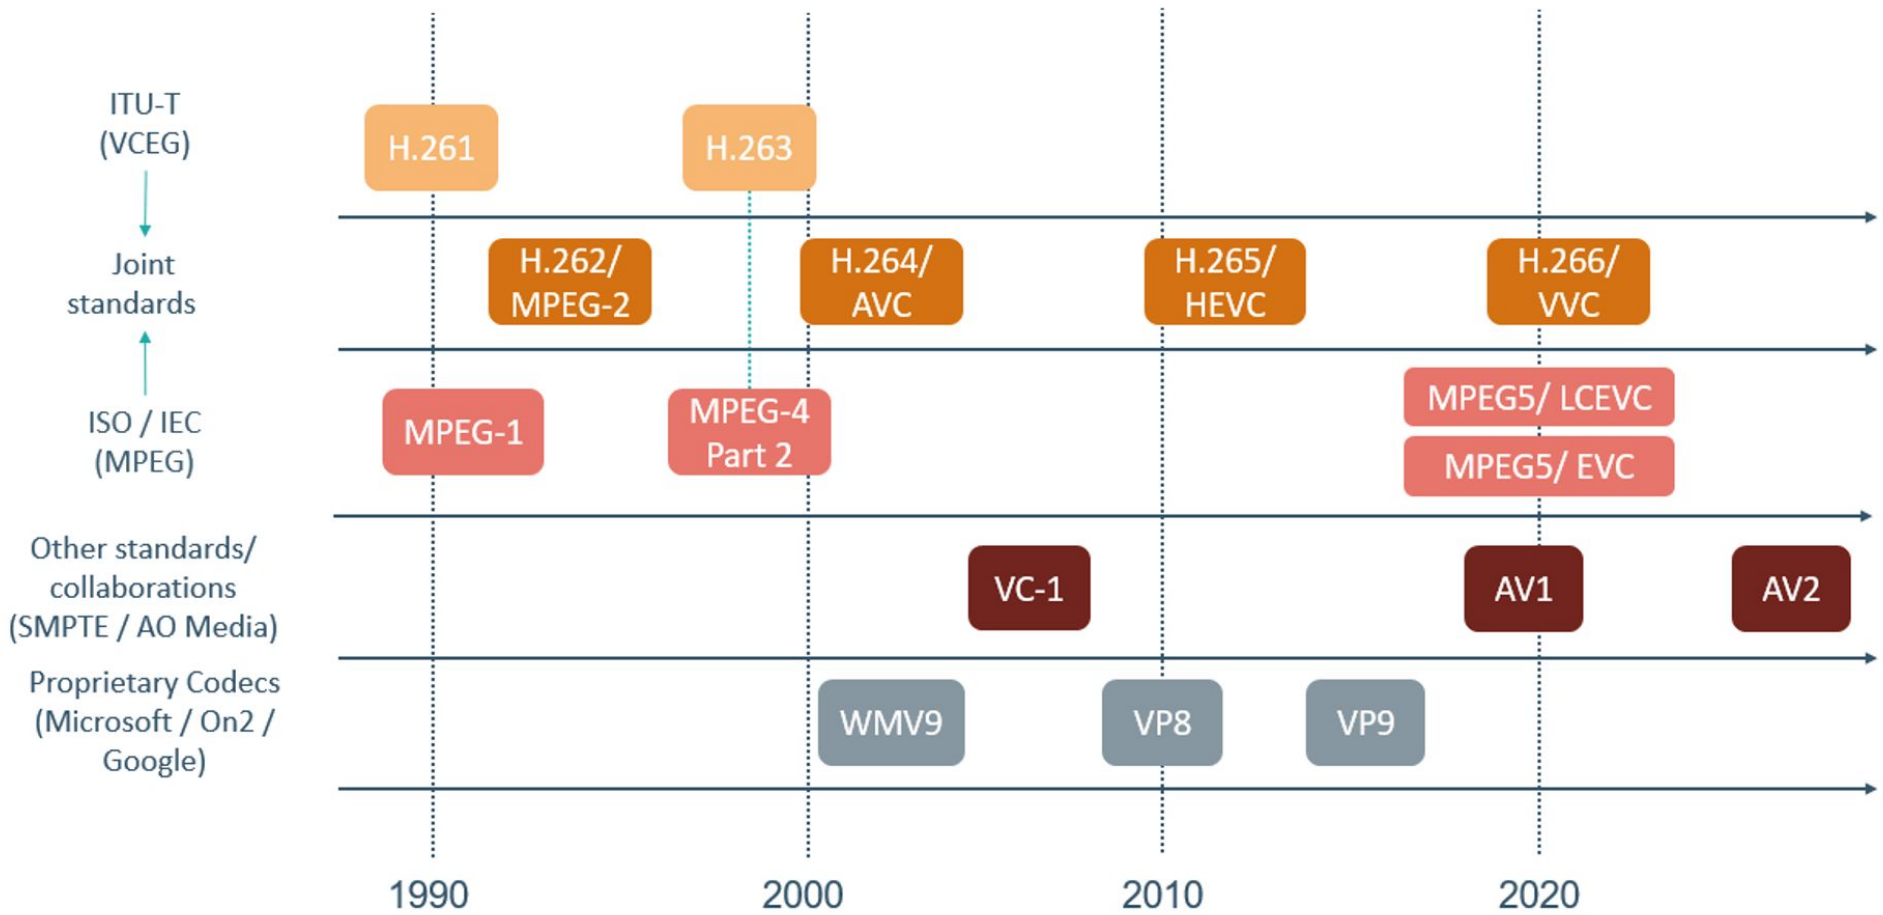 ITU-T
(VCEG)
H.261
H.263
Joint
standards
H.262/
MPEG-2
H.264/
AVC
H.265/
HEVC
H.266/
VVC
ISO / IEC
(MPEG)
MPEG-1
MPEG-4
Part 2
MPEG5/ LCEVC
MPEG5/ EVC
Other standards/
collaborations
(SMPTE / AO Media)
VC-1
AV1
AV2
Proprietary Codecs
(Microsoft / On2 /
Google)
WMV9
VP8
VP9
1990
2000
2010
2020